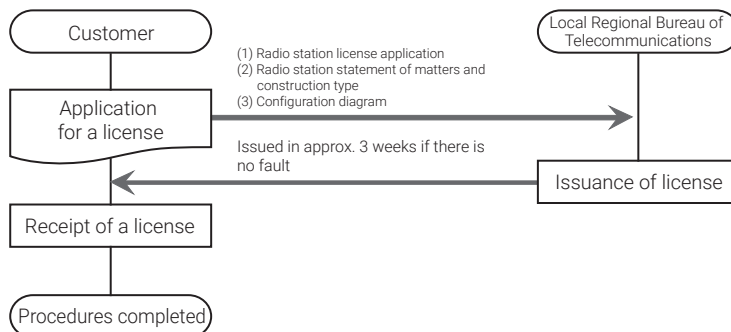 Customer
Local Regional Bureau of
Telecommunications
(1) Radio station license application
(2) Radio station statement of matters and
construction type
(3) Configuration diagram
Application
for a license
Issued in approx. 3 weeks if there is
no fault
Issuance of license
Receipt of a license
Procedures completed